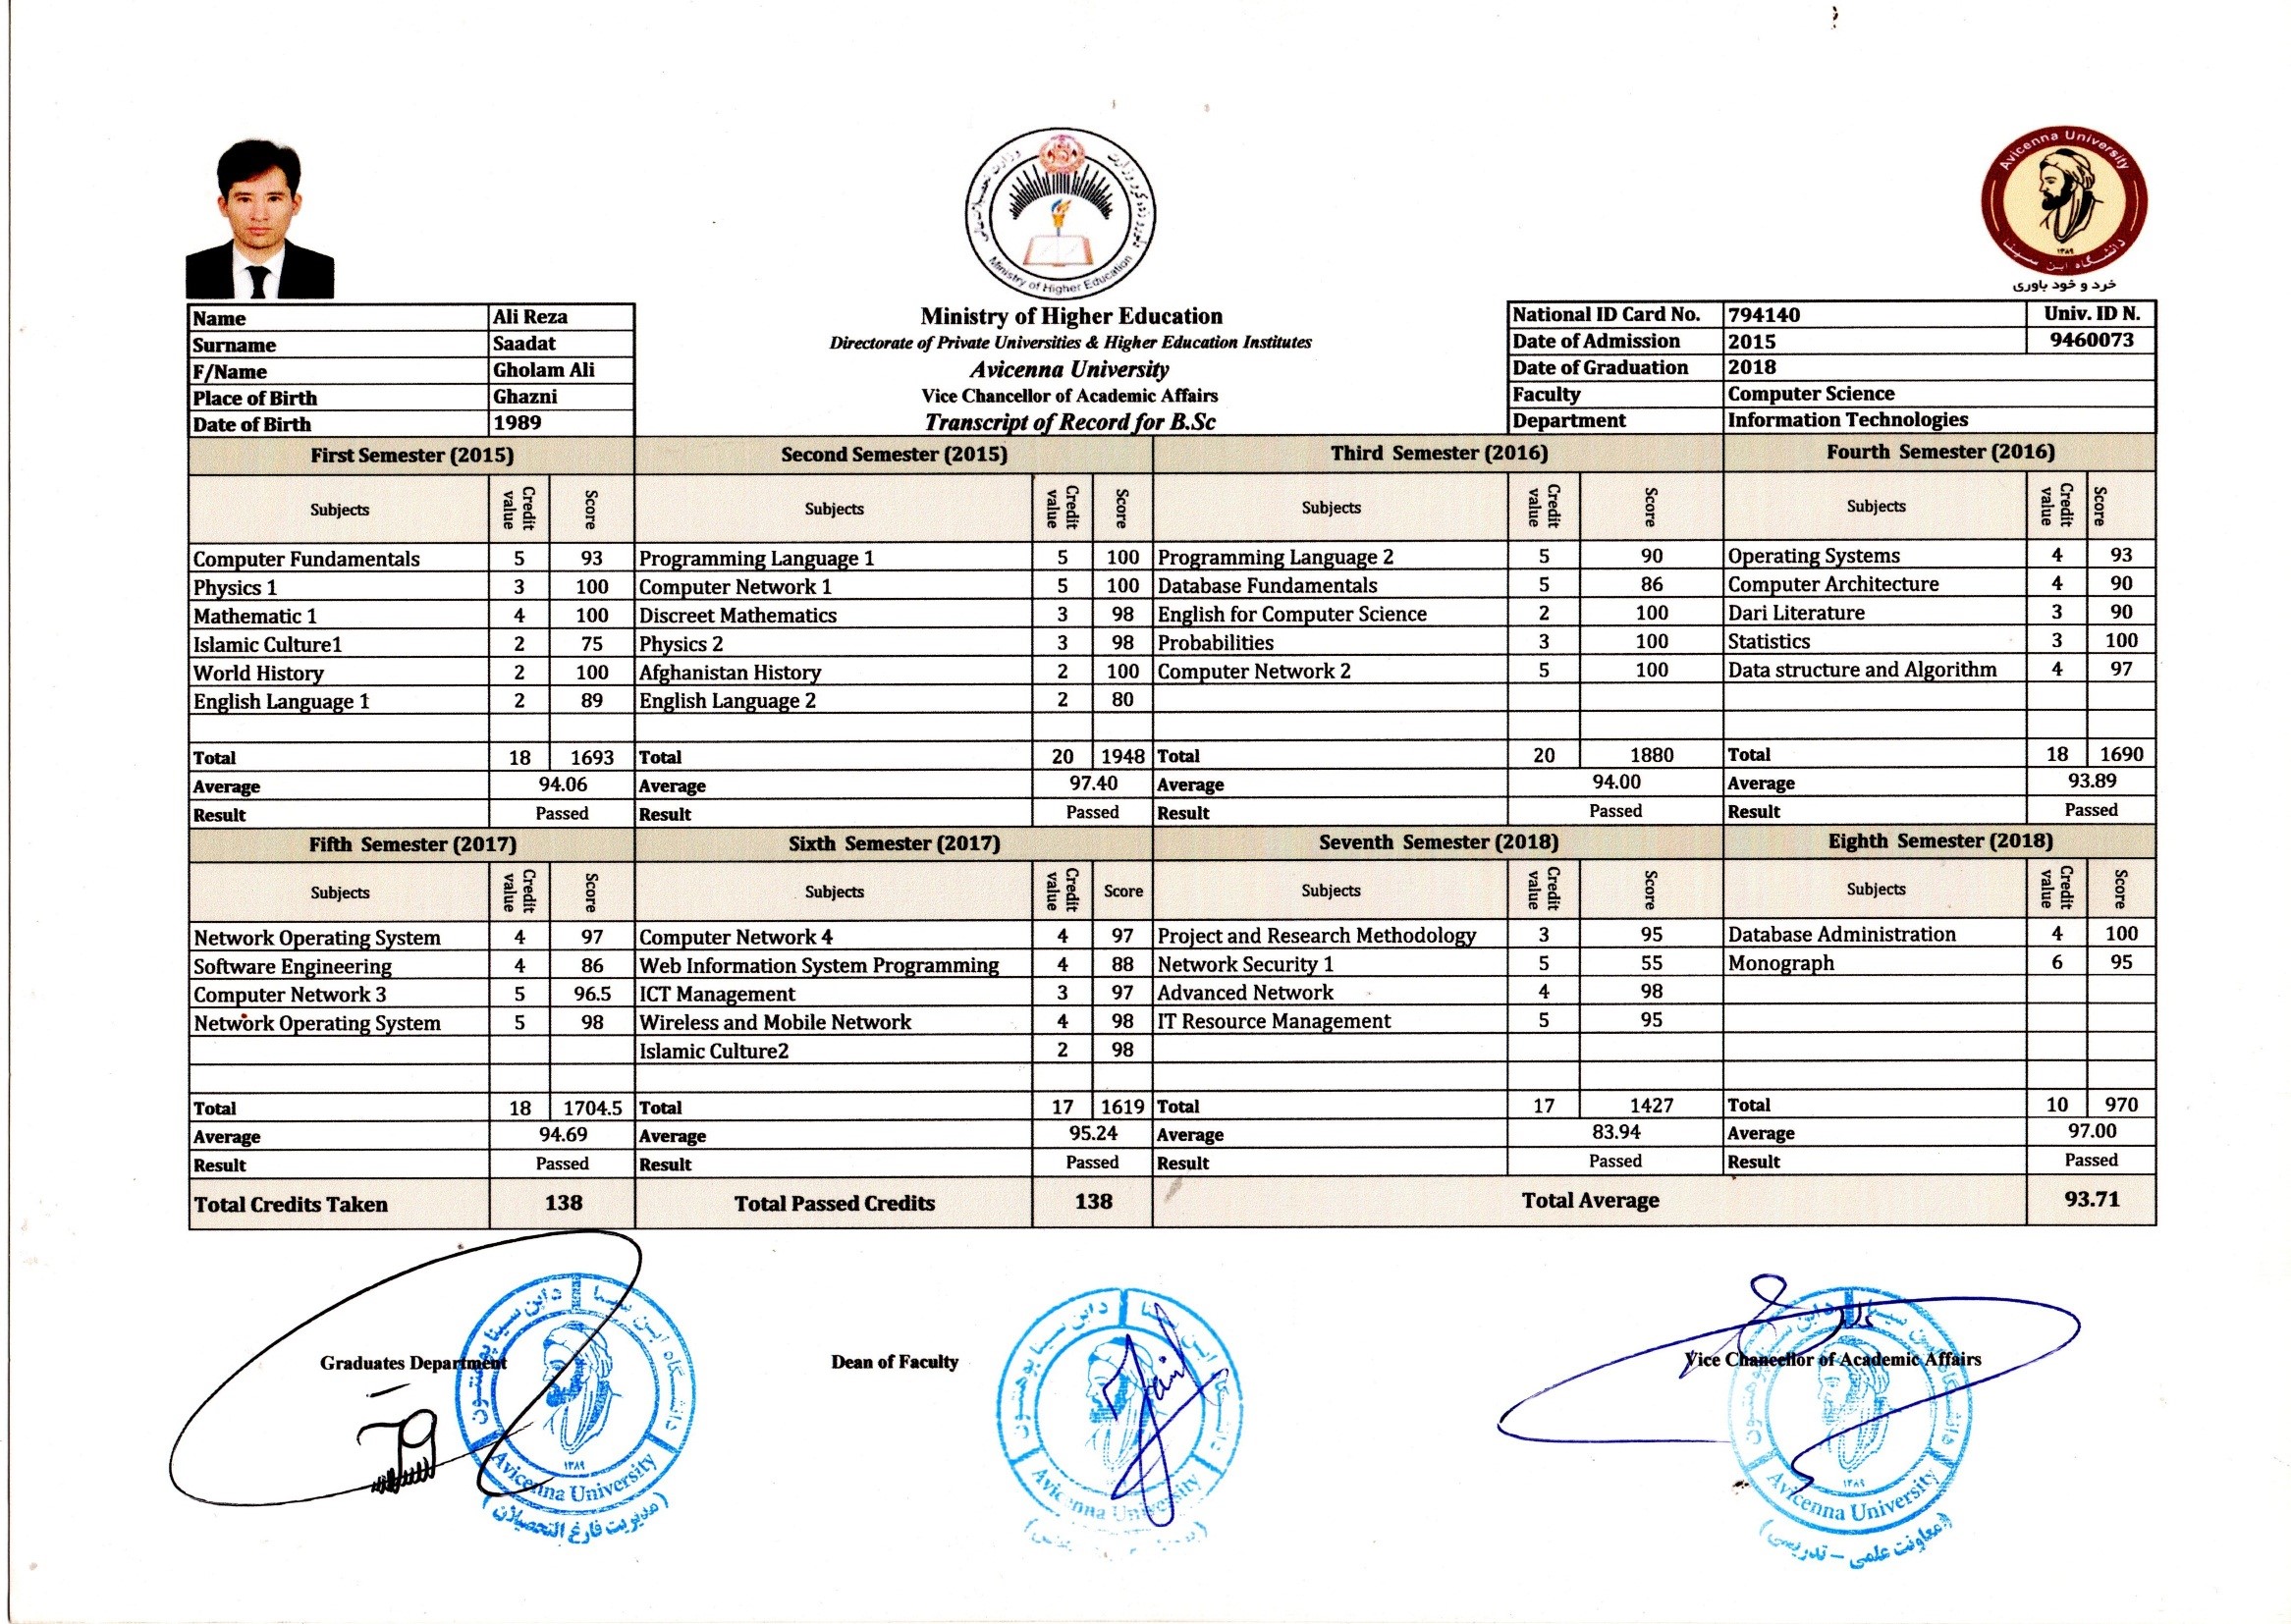 وزارت تحصیلات عالی
Ministry of Higher Education
Avicenna University
دانشگاه ابن سینا
۱۳۸۹
خرد و خود باوری
Name Ali Reza
Surname Saadat
F/Name Gholam Ali
Place of Birth Ghazni
Date of Birth 1989
Ministry of Higher Education
Directorate of Private Universities & Higher Education Institutes
Avicenna University
Vice Chancellor of Academic Affairs
Transcript of Record for B.Sc
National ID Card No. 794140 Univ. ID N.
Date of Admission 2015 9460073
Date of Graduation 2018
Faculty Computer Science
Department Information Technologies
First Semester (2015) Second Semester (2015) Third Semester (2016) Fourth Semester (2016)
Subjects Credit value Score Subjects Credit value Score Subjects Credit value Score Subjects Credit value Score
Computer Fundamentals 5 93 Programming Language 1 5 100 Programming Language 2 5 90 Operating Systems 4 93
Physics 1 3 100 Computer Network 1 5 100 Database Fundamentals 5 86 Computer Architecture 4 90
Mathematic 1 4 100 Discreet Mathematics 3 98 English for Computer Science 2 100 Dari Literature 3 90
Islamic Culture1 2 75 Physics 2 3 98 Probabilities 3 100 Statistics 3 100
World History 2 100 Afghanistan History 2 100 Computer Network 2 5 100 Data structure and Algorithm 4 97
English Language 1 2 89 English Language 2 2 80
Total 18 1693 Total 20 1948 Total 20 1880 Total 18 1690
Average 94.06 Average 97.40 Average 94.00 Average 93.89
Result Passed Result Passed Result Passed Result Passed
Fifth Semester (2017) Sixth Semester (2017) Seventh Semester (2018) Eighth Semester (2018)
Subjects Credit value Score Subjects Credit value Score Subjects Credit value Score Subjects Credit value Score
Network Operating System 4 97 Computer Network 4 4 97 Project and Research Methodology 3 95 Database Administration 4 100
Software Engineering 4 86 Web Information System Programming 4 88 Network Security 1 5 55 Monograph 6 95
Computer Network 3 5 96.5 ICT Management 3 97 Advanced Network 4 98
Network Operating System 5 98 Wireless and Mobile Network 4 98 IT Resource Management 5 95
Islamic Culture2 2 98
Total 18 1704.5 Total 17 1619 Total 17 1427 Total 10 970
Average 94.69 Average 95.24 Average 83.94 Average 97.00
Result Passed Result Passed Result Passed Result Passed
Total Credits Taken 138 Total Passed Credits 138 Total Average 93.71
Graduates Department Dean of Faculty Vice Chancellor of Academic Affairs
Avicenna University
۱۳۸۹
(مدیریت فارغ التحصیلان)
Avicenna University
Avicenna University
۱۳۸۹
(معاونت علمی – تدریسی)